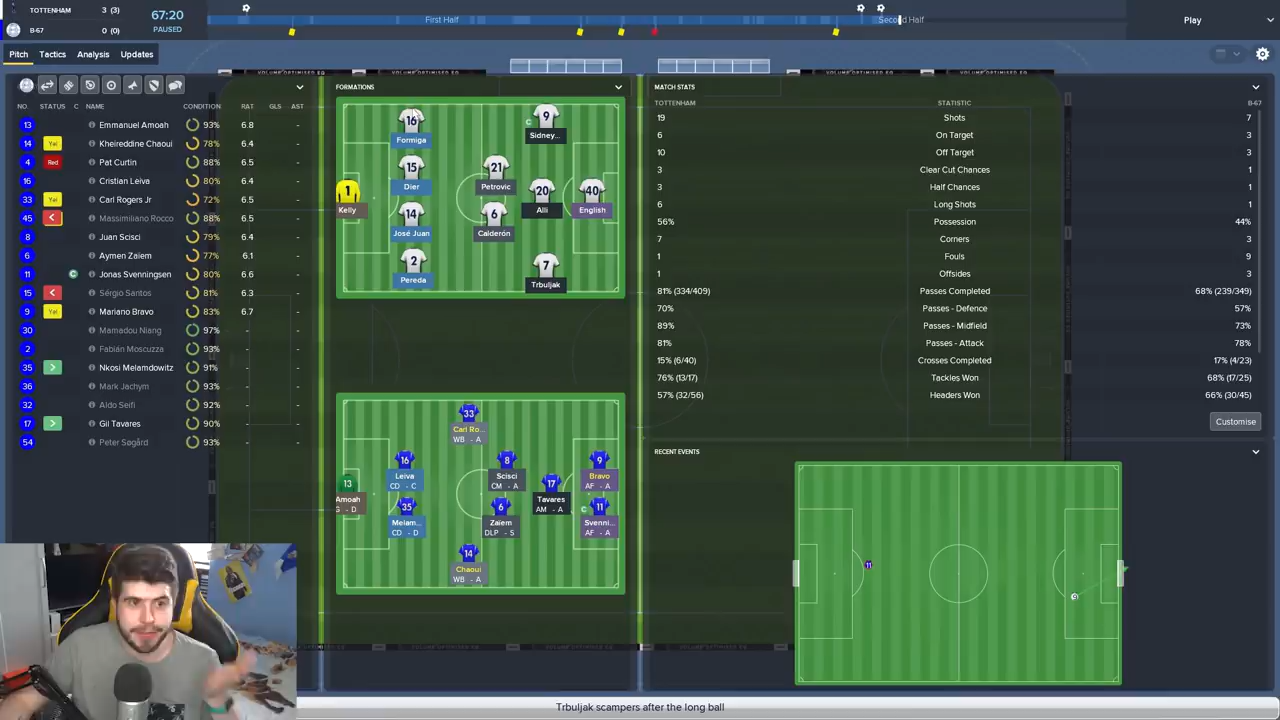 TOTTENHAM 3 (3)
B-67 0 (0)
67:20
PAUSED
First Half
Second Half
Play
Pitch Tactics Analysis Updates
NO. STATUS C NAME CONDITION RAT GLS AST
13 Emmanuel Amoah 93% 6.8 - -
14 Yel Kheireddine Chaoui 78% 6.4 - -
4 Red Pat Curtin 88% 6.5 - -
16 Cristian Leiva 80% 6.4 - -
33 Yel Carl Rogers Jr 72% 6.5 - -
45 Massimiliano Rocco 88% 6.5 - -
8 Juan Scisci 79% 6.4 - -
6 Aymen Zaïem 77% 6.1 - -
11 C Jonas Svenningsen 80% 6.6 - -
15 Sérgio Santos 81% 6.3 - -
9 Yel Mariano Bravo 83% 6.7 - -
30 Mamadou Niang 97% - - -
2 Fabián Moscuzza 93% - - -
35 Nkosi Melamdowitz 91% - - -
36 Mark Jachym 93% - - -
32 Aldo Seifi 92% - - -
17 Gil Tavares 90% - - -
54 Peter Søgård 93% - - -
FORMATIONS
16
Formiga
C 9
Sidney...
15
Dier
21
Petrovic
1
Kelly
20
Alli
40
English
14
José Juan
6
Calderón
2
Pereda
7
Trbuljak
33
Carl Ro...
WB - A
16
Leiva
CD - C
8
Scisci
CM - A
9
Bravo
AF - A
13
Amoah
G - D
17
Tavares
AM - A
35
Melam...
CD - D
6
Zaïem
DLP - S
C 11
Svenni...
AF - A
14
Chaoui
WB - A
MATCH STATS
TOTTENHAM STATISTIC B-67
19 Shots 7
6 On Target 3
10 Off Target 3
3 Clear Cut Chances 1
3 Half Chances 1
6 Long Shots 1
56% Possession 44%
7 Corners 3
1 Fouls 9
1 Offsides 3
81% (334/409) Passes Completed 68% (239/349)
70% Passes - Defence 57%
89% Passes - Midfield 73%
81% Passes - Attack 78%
15% (6/40) Crosses Completed 17% (4/23)
76% (13/17) Tackles Won 68% (17/25)
57% (32/56) Headers Won 66% (30/45)
Customise
RECENT EVENTS
11
Trbuljak scampers after the long ball